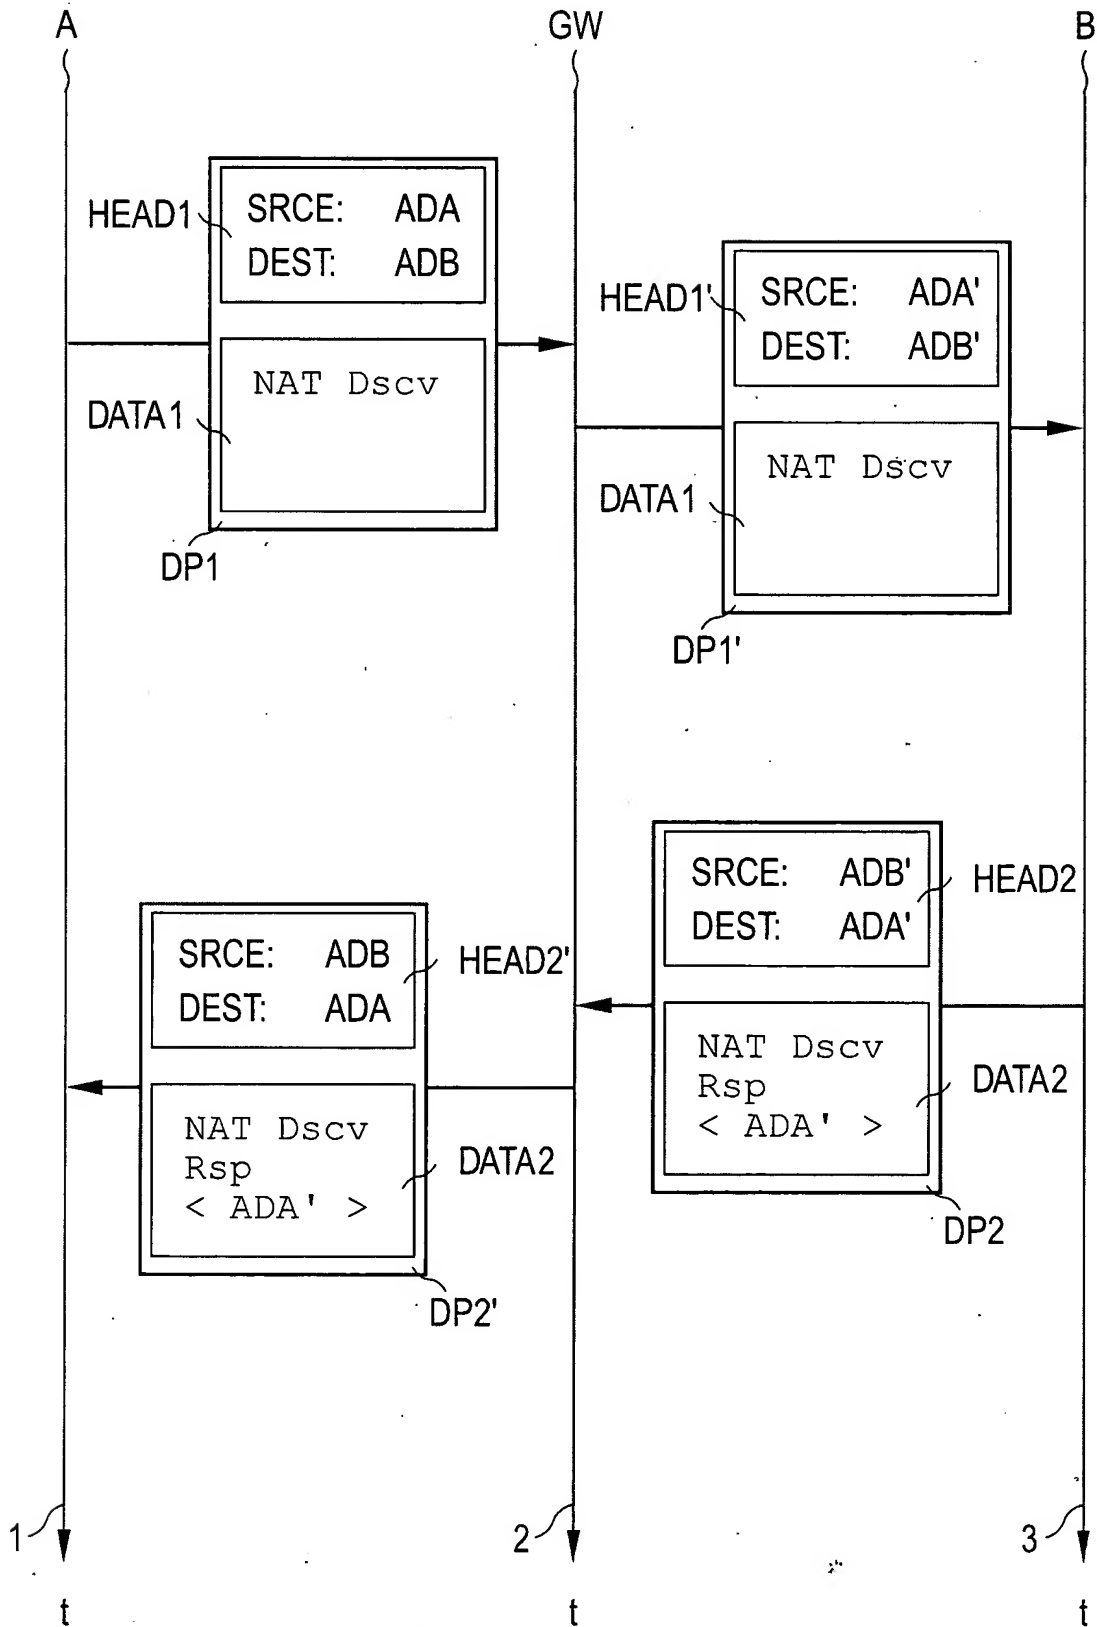 A GW B
HEAD1
SRCE: ADA
DEST: ADB
DATA1
NAT Dscv
DP1
HEAD1'
SRCE: ADA'
DEST: ADB'
DATA1
NAT Dscv
DP1'
SRCE: ADB'
DEST: ADA'
HEAD2
NAT Dscv
Rsp
< ADA' >
DATA2
DP2
SRCE: ADB
DEST: ADA
HEAD2'
NAT Dscv
Rsp
< ADA' >
DATA2
DP2'
1 2 3
t t t